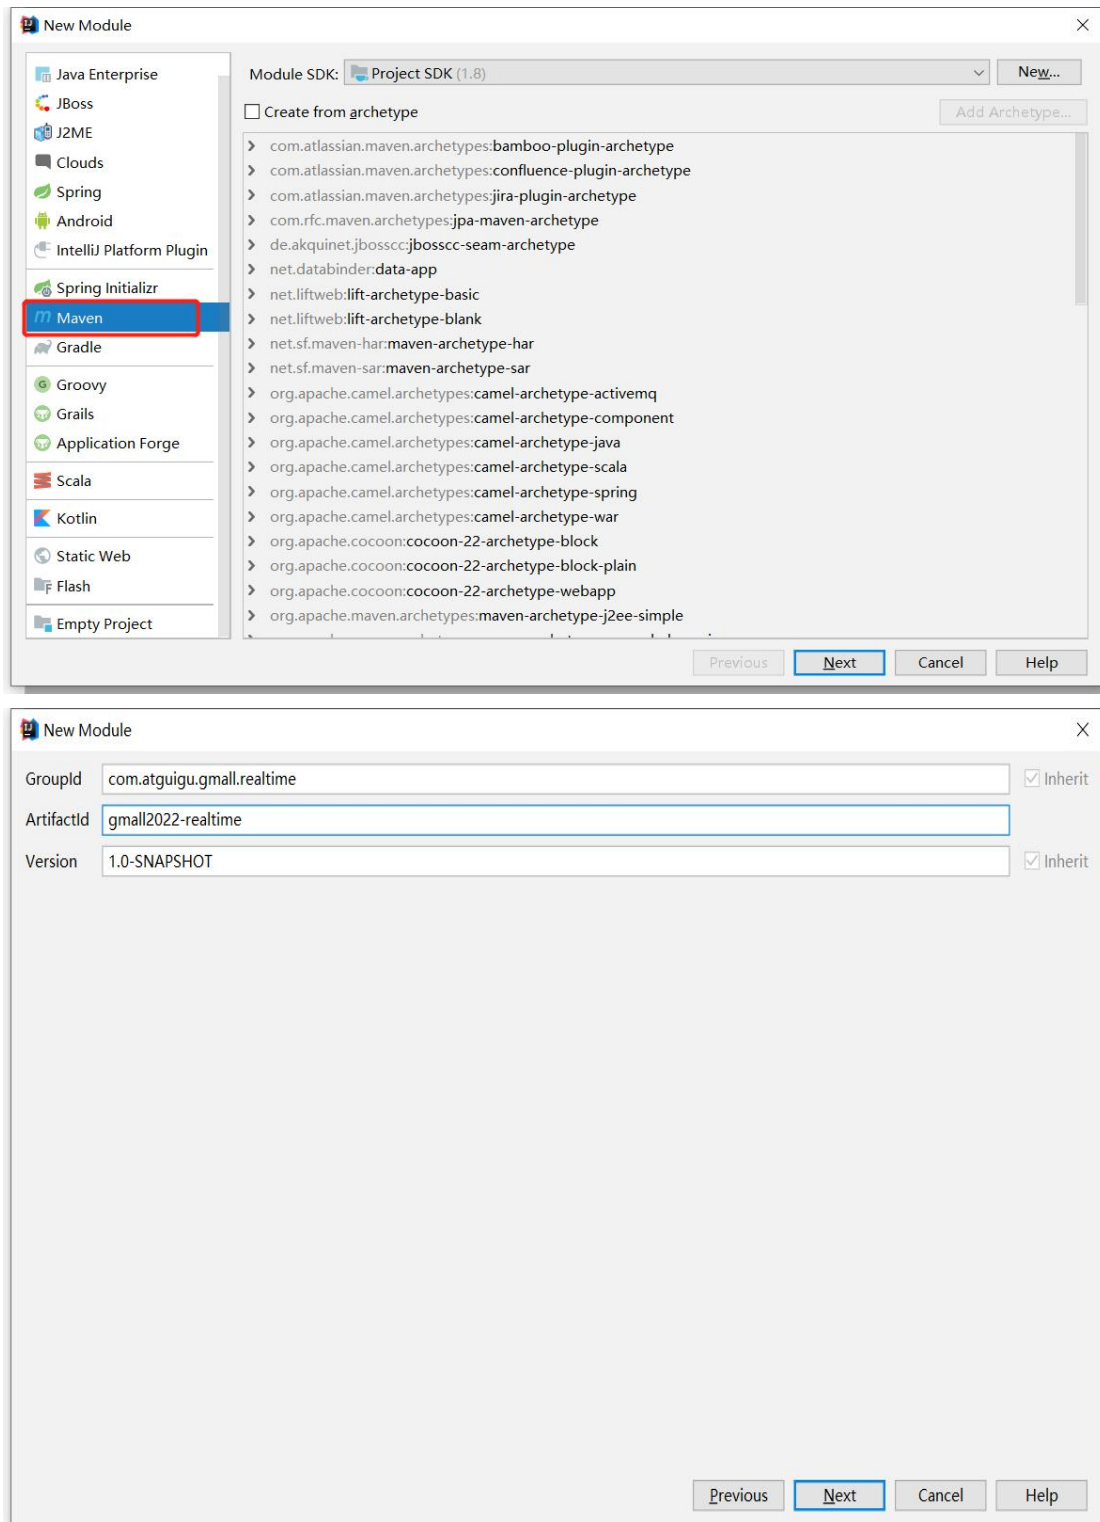 New Module
Java Enterprise
JBoss
J2ME
Clouds
Spring
Android
IntelliJ Platform Plugin
Spring Initializr
Maven
Gradle
Groovy
Grails
Application Forge
Scala
Kotlin
Static Web
Flash
Empty Project
Module SDK: Project SDK (1.8) New...
Create from archetype Add Archetype...
com.atlassian.maven.archetypes:bamboo-plugin-archetype
com.atlassian.maven.archetypes:confluence-plugin-archetype
com.atlassian.maven.archetypes:jira-plugin-archetype
com.rfc.maven.archetypes:jpa-maven-archetype
de.akquinet.jbosscc:jbosscc-seam-archetype
net.databinder:data-app
net.liftweb:lift-archetype-basic
net.liftweb:lift-archetype-blank
net.sf.maven-har:maven-archetype-har
net.sf.maven-sar:maven-archetype-sar
org.apache.camel.archetypes:camel-archetype-activemq
org.apache.camel.archetypes:camel-archetype-component
org.apache.camel.archetypes:camel-archetype-java
org.apache.camel.archetypes:camel-archetype-scala
org.apache.camel.archetypes:camel-archetype-spring
org.apache.camel.archetypes:camel-archetype-war
org.apache.cocoon:cocoon-22-archetype-block
org.apache.cocoon:cocoon-22-archetype-block-plain
org.apache.cocoon:cocoon-22-archetype-webapp
org.apache.maven.archetypes:maven-archetype-j2ee-simple
Previous Next Cancel Help
New Module
GroupId com.atguigu.gmall.realtime Inherit
ArtifactId gmall2022-realtime
Version 1.0-SNAPSHOT Inherit
Previous Next Cancel Help